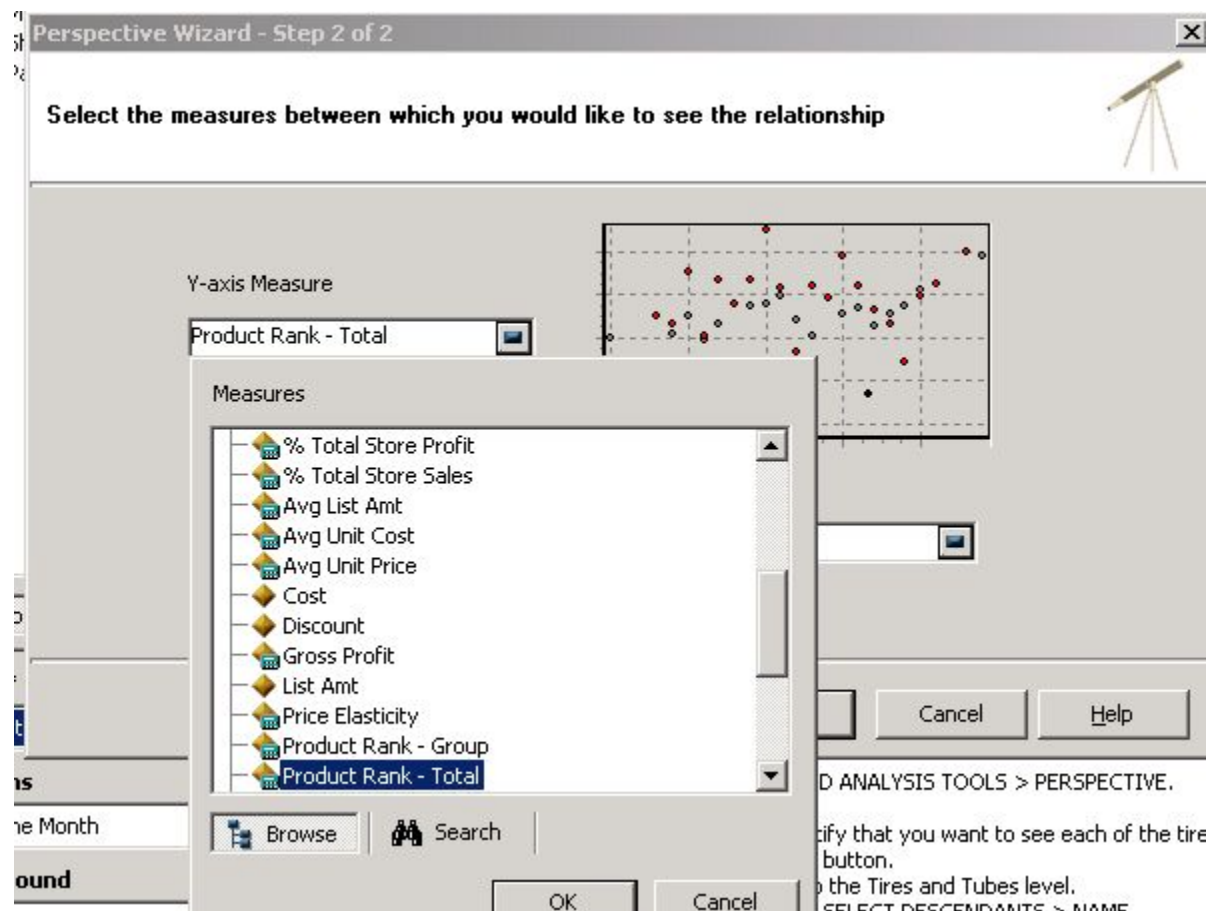 Perspective Wizard - Step 2 of 2
Select the measures between which you would like to see the relationship
Y-axis Measure
Product Rank - Total
Measures
% Total Store Profit
% Total Store Sales
Avg List Amt
Avg Unit Cost
Avg Unit Price
Cost
Discount
Gross Profit
List Amt
Price Elasticity
Product Rank - Group
Product Rank - Total
Browse Search
OK Cancel
Cancel Help
D ANALYSIS TOOLS > PERSPECTIVE.
ne Month
tify that you want to see each of the tire
button.
ound
the Tires and Tubes level.
SELECT DESCENDANTS > NAME